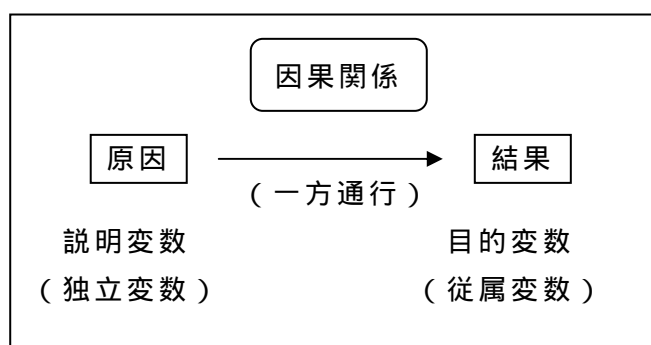 因果関係
原因
結果
(一方通行)
説明変数
目的変数
(独立変数)
(従属変数)